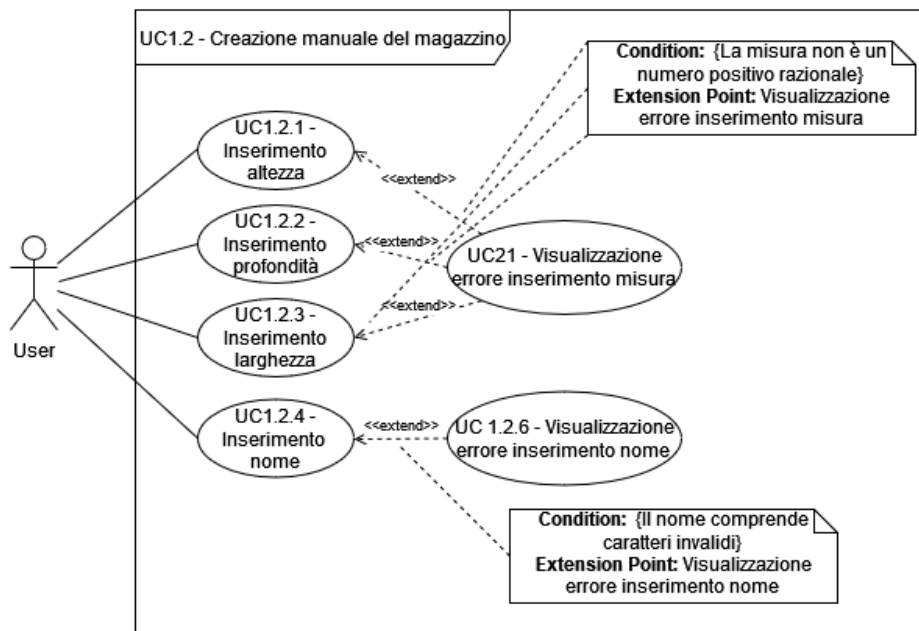 UC1.2 - Creazione manuale del magazzino
Condition: {La misura non è un
numero positivo razionale}
Extension Point: Visualizzazione
errore inserimento misura
UC1.2.1 -
Inserimento
altezza
<<extend>>
UC1.2.2 -
Inserimento
profondità
<<extend>>
UC21 - Visualizzazione
errore inserimento misura
UC1.2.3 -
Inserimento
larghezza
<<extend>>
User
UC1.2.4 -
Inserimento
nome
<<extend>>
UC 1.2.6 - Visualizzazione
errore inserimento nome
Condition: {Il nome comprende
caratteri invalidi}
Extension Point: Visualizzazione
errore inserimento nome